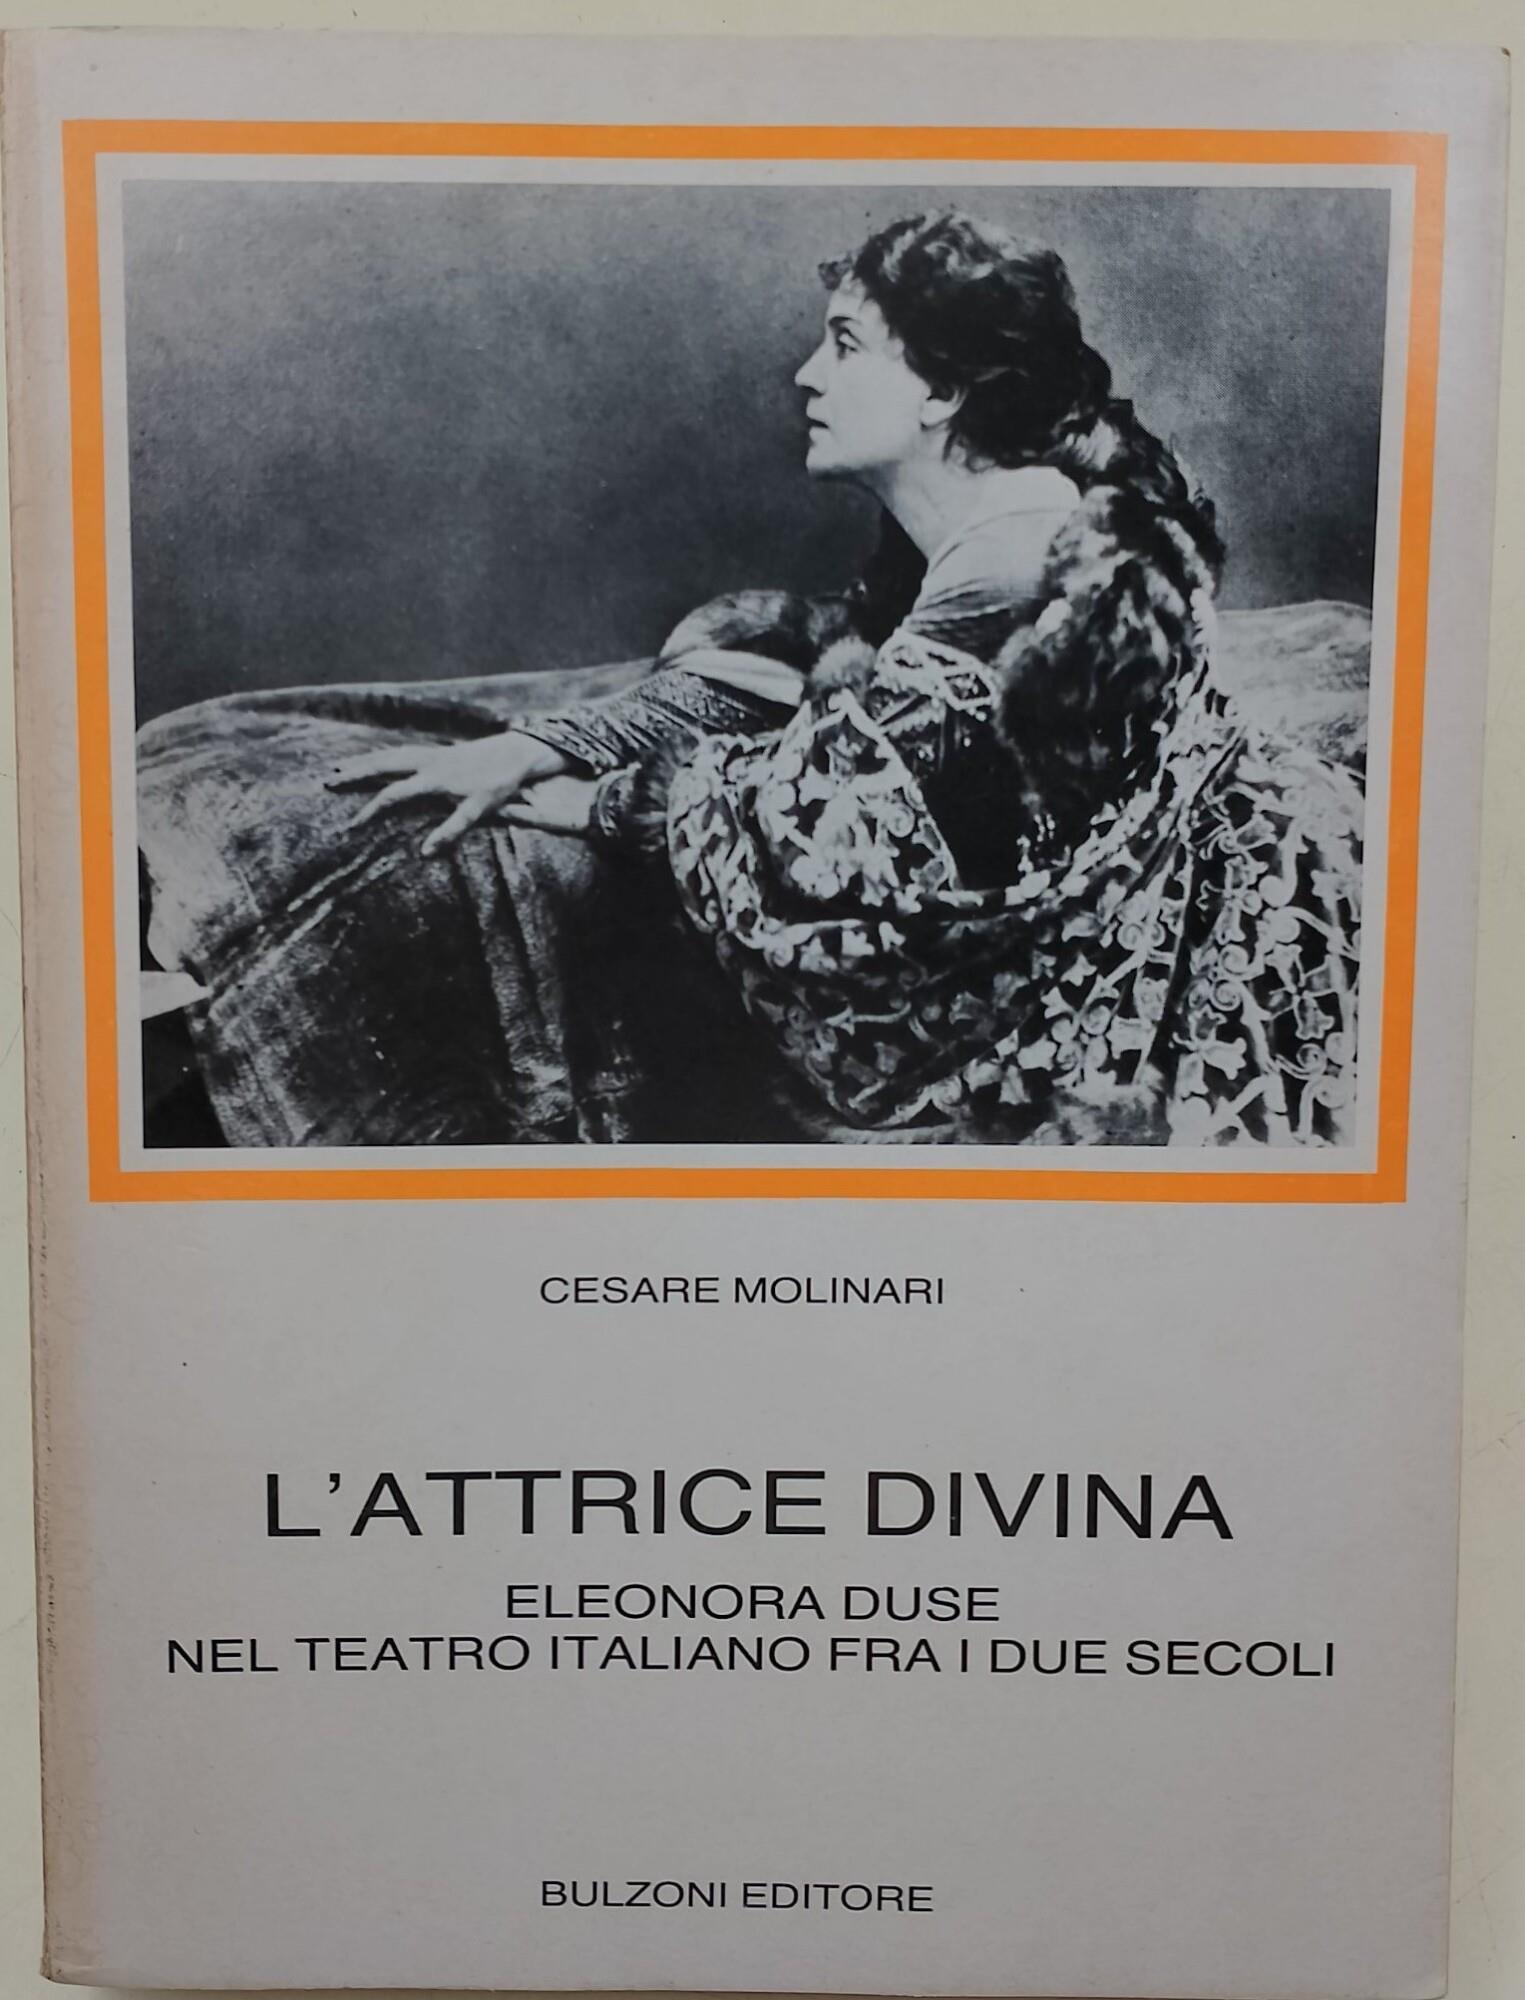 CESARE MOLINARI
L'ATTRICE DIVINA
ELEONORA DUSE
NEL TEATRO ITALIANO FRA I DUE SECOLI
BULZONI EDITORE